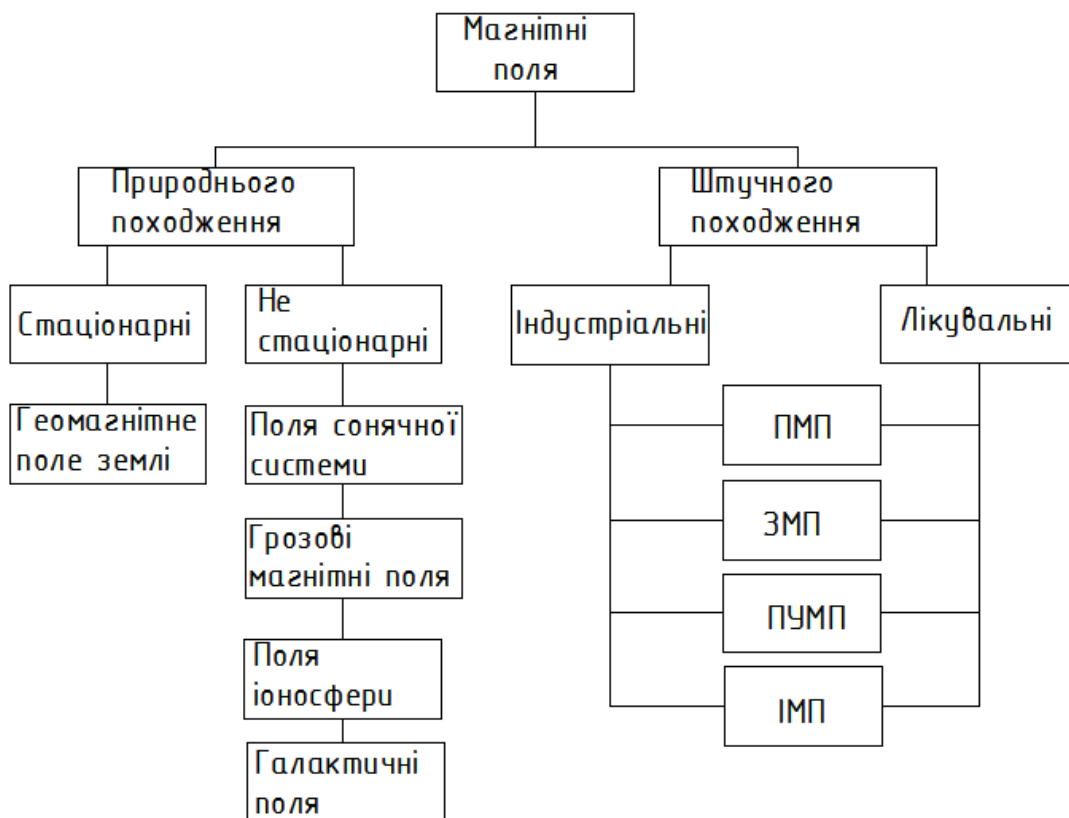 Магнітні
поля
Природнього
походження
Штучного
походження
Стаціонарні
Не
стаціонарні
Індустріальні
Лікувальні
Геомагнітне
поле землі
Поля сонячної
системи
ПМП
ЗМП
Грозові
магнітні поля
ПУМП
Поля
іоносфери
ІМП
Галактичні
поля